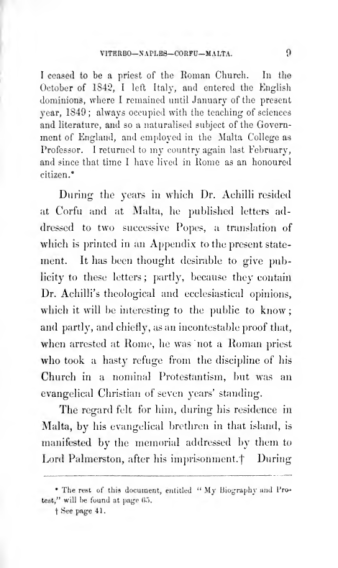 VITERBO—NAPLES—CORFU—MALTA. 9
I ceased to be a priest of the Roman Church. In the
October of 1842, I left Italy, and entered the English
dominions, where I remained until January of the present
year, 1849; always occupied with the teaching of sciences
and literature, and so a naturalised subject of the Govern-
ment of England, and employed in the Malta College as
Professor. I returned to my country again last February,
and since that time I have lived in Rome as an honoured
citizen.*
During the years in which Dr. Achilli resided
at Corfu and at Malta, he published letters ad-
dressed to two successive Popes, a translation of
which is printed in an Appendix to the present state-
ment. It has been thought desirable to give pub-
licity to these letters; partly, because they contain
Dr. Achilli's theological and ecclesiastical opinions,
which it will be interesting to the public to know;
and partly, and chiefly, as an incontestable proof that,
when arrested at Rome, he was not a Roman priest
who took a hasty refuge from the discipline of his
Church in a nominal Protestantism, but was an
evangelical Christian of seven years' standing.
The regard felt for him, during his residence in
Malta, by his evangelical brethren in that island, is
manifested by the memorial addressed by them to
Lord Palmerston, after his imprisonment.† During
* The rest of this document, entitled "My Biography and Pro-
test," will be found at page 65.
† See page 41.